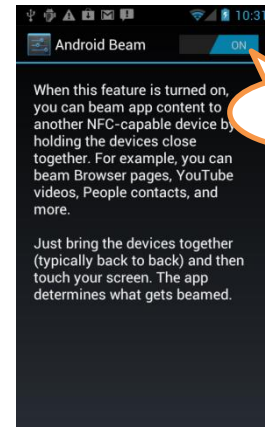 10:31
Android Beam
ON
When this feature is turned on,
you can beam app content to
another NFC-capable device by
holding the devices close
together. For example, you can
beam Browser pages, YouTube
videos, People contacts, and
more.
Just bring the devices together
(typically back to back) and then
touch your screen. The app
determines what gets beamed.